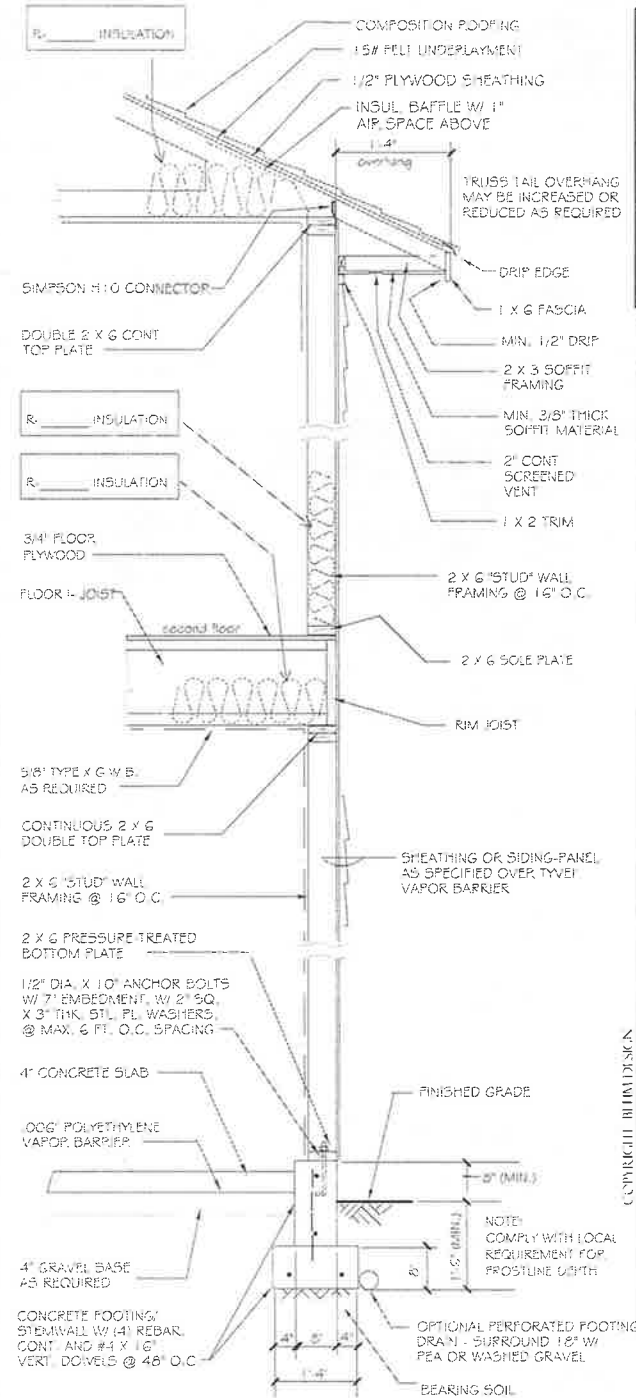 R-______ INSULATION
COMPOSITION ROOFING
15# FELT UNDERLAYMENT
1/2" PLYWOOD SHEATHING
INSUL. BAFFLE W/ 1"
AIR SPACE ABOVE
1'-4"
overhang
TRUSS TAIL OVERHANG
MAY BE INCREASED OR
REDUCED AS REQUIRED
DRIP EDGE
SIMPSON H10 CONNECTOR
1 X 6 FASCIA
DOUBLE 2 X 6 CONT
TOP PLATE
MIN. 1/2" DRIP
2 X 3 SOFFIT
FRAMING
R-______ INSULATION
MIN. 3/8" THICK
SOFFIT MATERIAL
R-______ INSULATION
2" CONT
SCREENED
VENT
1 X 2 TRIM
3/4" FLOOR
PLYWOOD
2 X 6 "STUD" WALL
FRAMING @ 16" O.C.
FLOOR I-JOIST
second floor
2 X 6 SOLE PLATE
RIM JOIST
5/8" TYPE X G.W.B.
AS REQUIRED
CONTINUOUS 2 X 6
DOUBLE TOP PLATE
SHEATHING OR SIDING-PANEL
AS SPECIFIED OVER TYVEK
VAPOR BARRIER
2 X 6 "STUD" WALL
FRAMING @ 16" O.C.
2 X 6 PRESSURE TREATED
BOTTOM PLATE
1/2" DIA. X 10" ANCHOR BOLTS
W/ 7" EMBEDMENT, W/ 2" SQ.
X 3" THK. STL. PL. WASHERS,
@ MAX. 6 FT. O.C. SPACING
4" CONCRETE SLAB
FINISHED GRADE
.006" POLYETHYLENE
VAPOR BARRIER
8" (MIN.)
NOTE:
COMPLY WITH LOCAL
REQUIREMENT FOR
FROSTLINE DEPTH
8"
4" GRAVEL BASE
AS REQUIRED
CONCRETE FOOTING/
STEMWALL W/ (4) REBAR
CONT. AND #4 X 16"
VERT. DOWELS @ 48" O.C
4" 8" 4"
1'-4"
OPTIONAL PERFORATED FOOTING
DRAIN - SURROUND 18" W/
PEA OR WASHED GRAVEL
BEARING SOIL
COPYRIGHT BEHM DESIGN